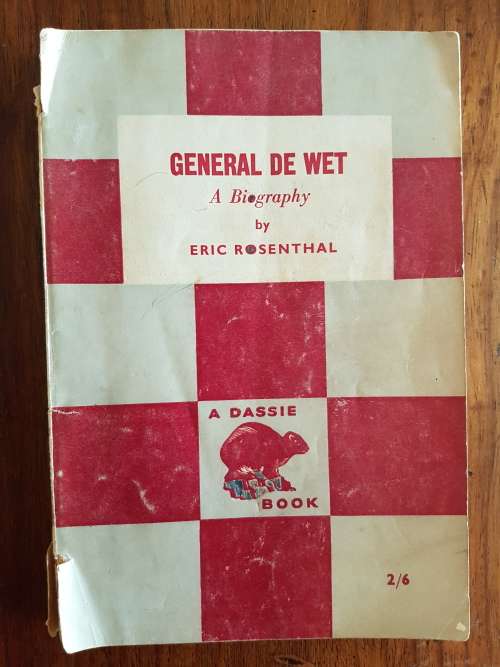 GENERAL DE WET
A Biography
by
ERIC ROSENTHAL
A DASSIE
BOOK
2/6